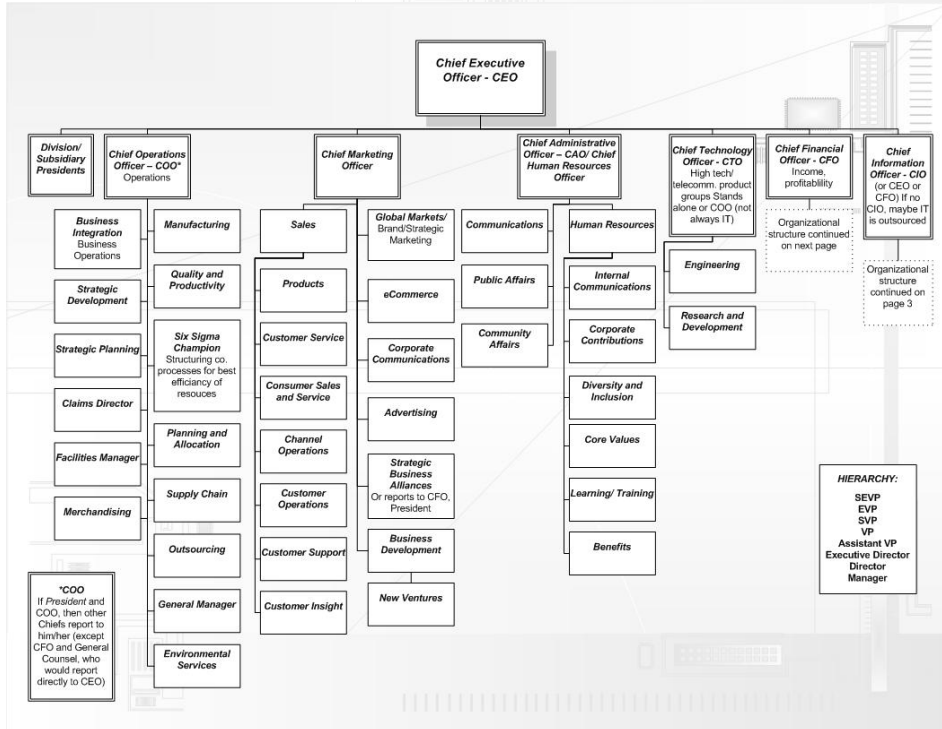 Chief Executive
Officer - CEO
Division/
Subsidiary
Presidents
Chief Operations
Officer – COO*
Operations
Chief Marketing
Officer
Chief Administrative
Officer – CAO/ Chief
Human Resources
Officer
Chief Technology
Officer - CTO
High tech/
telecomm. product
groups Stands
alone or COO (not
always IT)
Chief Financial
Officer - CFO
Income,
profitablility
Chief
Information
Officer - CIO
(or CEO or
CFO) If no
CIO, maybe IT
is outsourced
Business
Integration
Business
Operations
Strategic
Development
Strategic Planning
Claims Director
Facilities Manager
Merchandising
Manufacturing
Quality and
Productivity
Six Sigma
Champion
Structuring co.
processes for best
efficiancy of
resouces
Planning and
Allocation
Supply Chain
Outsourcing
General Manager
Environmental
Services
Sales
Products
Customer Service
Consumer Sales
and Service
Channel
Operations
Customer
Operations
Customer Support
Customer Insight
Global Markets/
Brand/Strategic
Marketing
eCommerce
Corporate
Communications
Advertising
Strategic
Business
Alliances
Or reports to CFO,
President
Business
Development
New Ventures
Communications
Public Affairs
Community
Affairs
Human Resources
Internal
Communications
Corporate
Contributions
Diversity and
Inclusion
Core Values
Learning/ Training
Benefits
Engineering
Research and
Development
Organizational
structure continued
on next page
Organizational
structure
continued on
page 3
*COO
If President and
COO, then other
Chiefs report to
him/her (except
CFO and General
Counsel, who
would report
directly to CEO)
HIERARCHY:
SEVP
EVP
SVP
VP
Assistant VP
Executive Director
Director
Manager